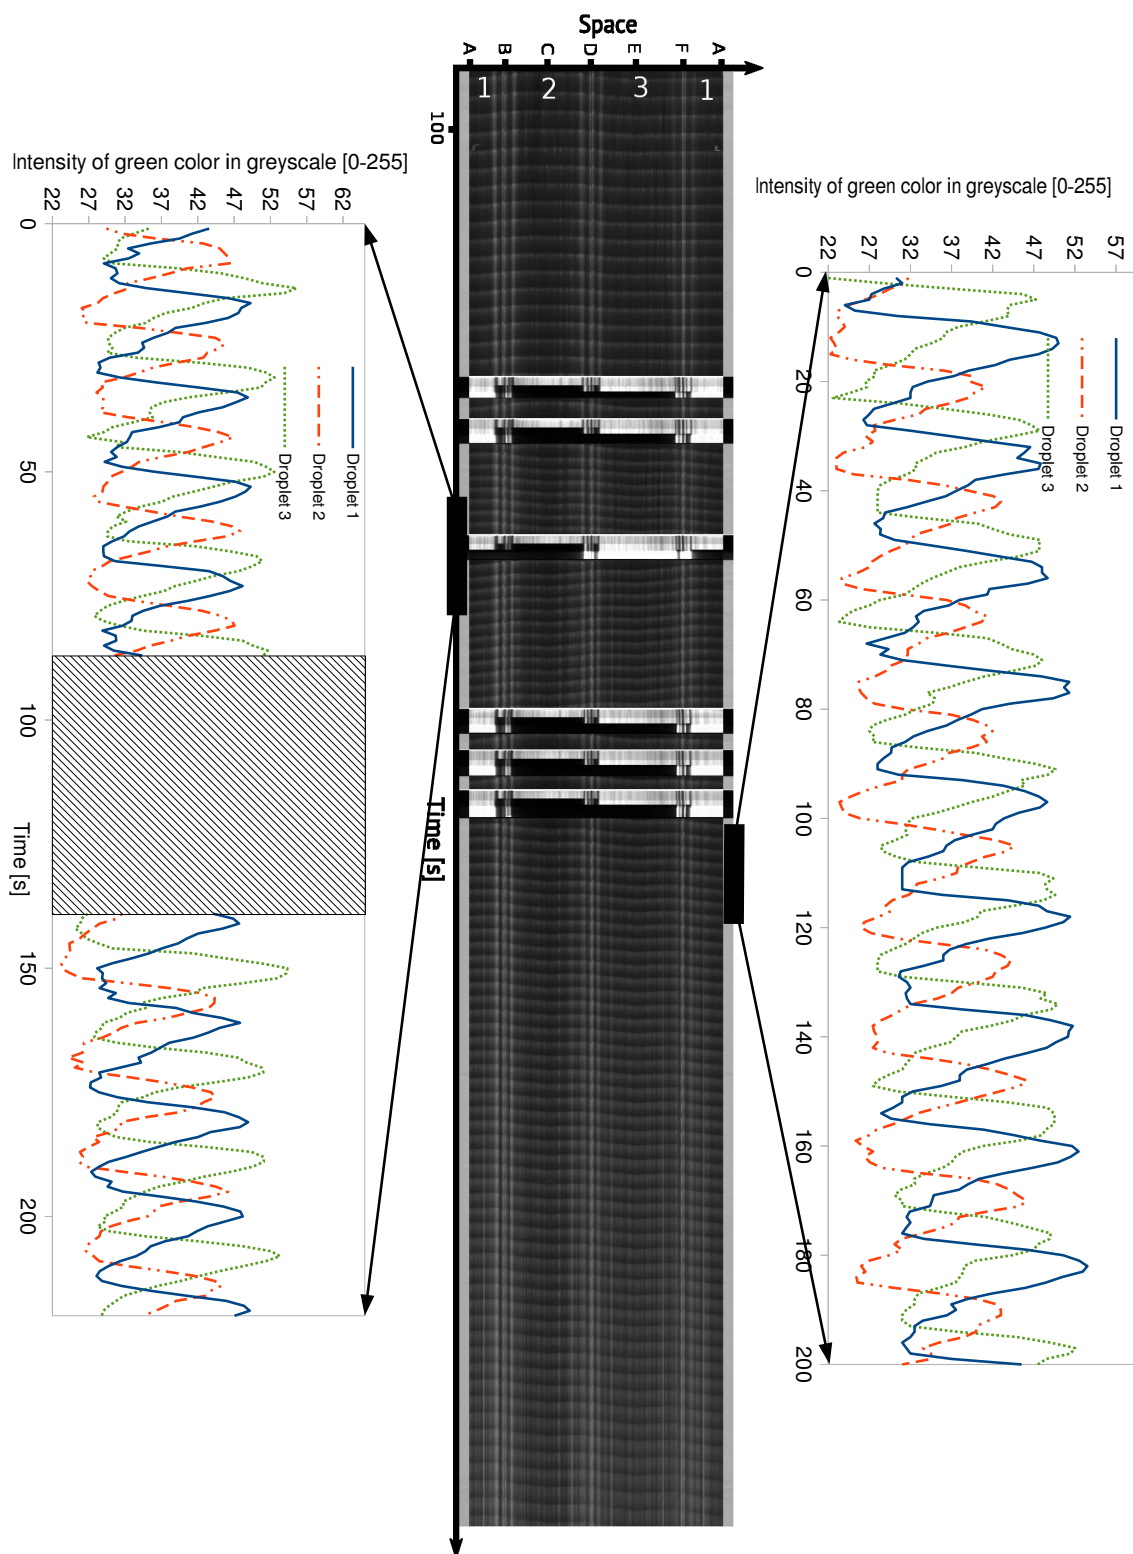 Space
A B C D E F A
1 2 3 1
100
Time [s]
Intensity of green color in greyscale [0-255]
22 27 33 37 42 47 52 57 62
0
50
100
150
200
Time [s]
Droplet 1
Droplet 2
Droplet 3
Intensity of green color in greyscale [0-255]
22 27 32 37 42 47 52 57
0
20
40
60
80
100
120
140
160
180
200
Droplet 1
Droplet 2
Droplet 3